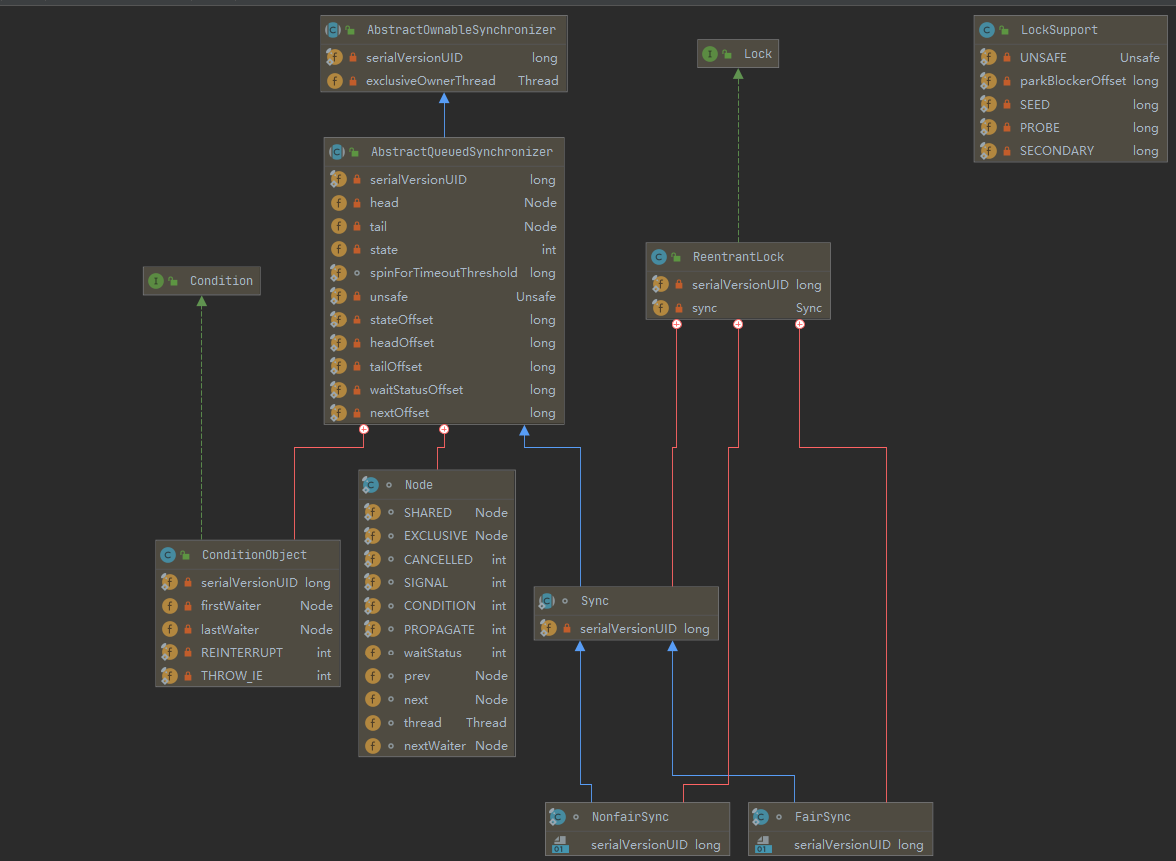 AbstractOwnableSynchronizer
serialVersionUID long
exclusiveOwnerThread Thread
Lock
LockSupport
UNSAFE Unsafe
parkBlockerOffset long
SEED long
PROBE long
SECONDARY long
AbstractQueuedSynchronizer
serialVersionUID long
head Node
tail Node
state int
spinForTimeoutThreshold long
unsafe Unsafe
stateOffset long
headOffset long
tailOffset long
waitStatusOffset long
nextOffset long
Condition
ReentrantLock
serialVersionUID long
sync Sync
Node
SHARED Node
EXCLUSIVE Node
CANCELLED int
SIGNAL int
CONDITION int
PROPAGATE int
waitStatus int
prev Node
next Node
thread Thread
nextWaiter Node
ConditionObject
serialVersionUID long
firstWaiter Node
lastWaiter Node
REINTERRUPT int
THROW_IE int
Sync
serialVersionUID long
NonfairSync
serialVersionUID long
FairSync
serialVersionUID long